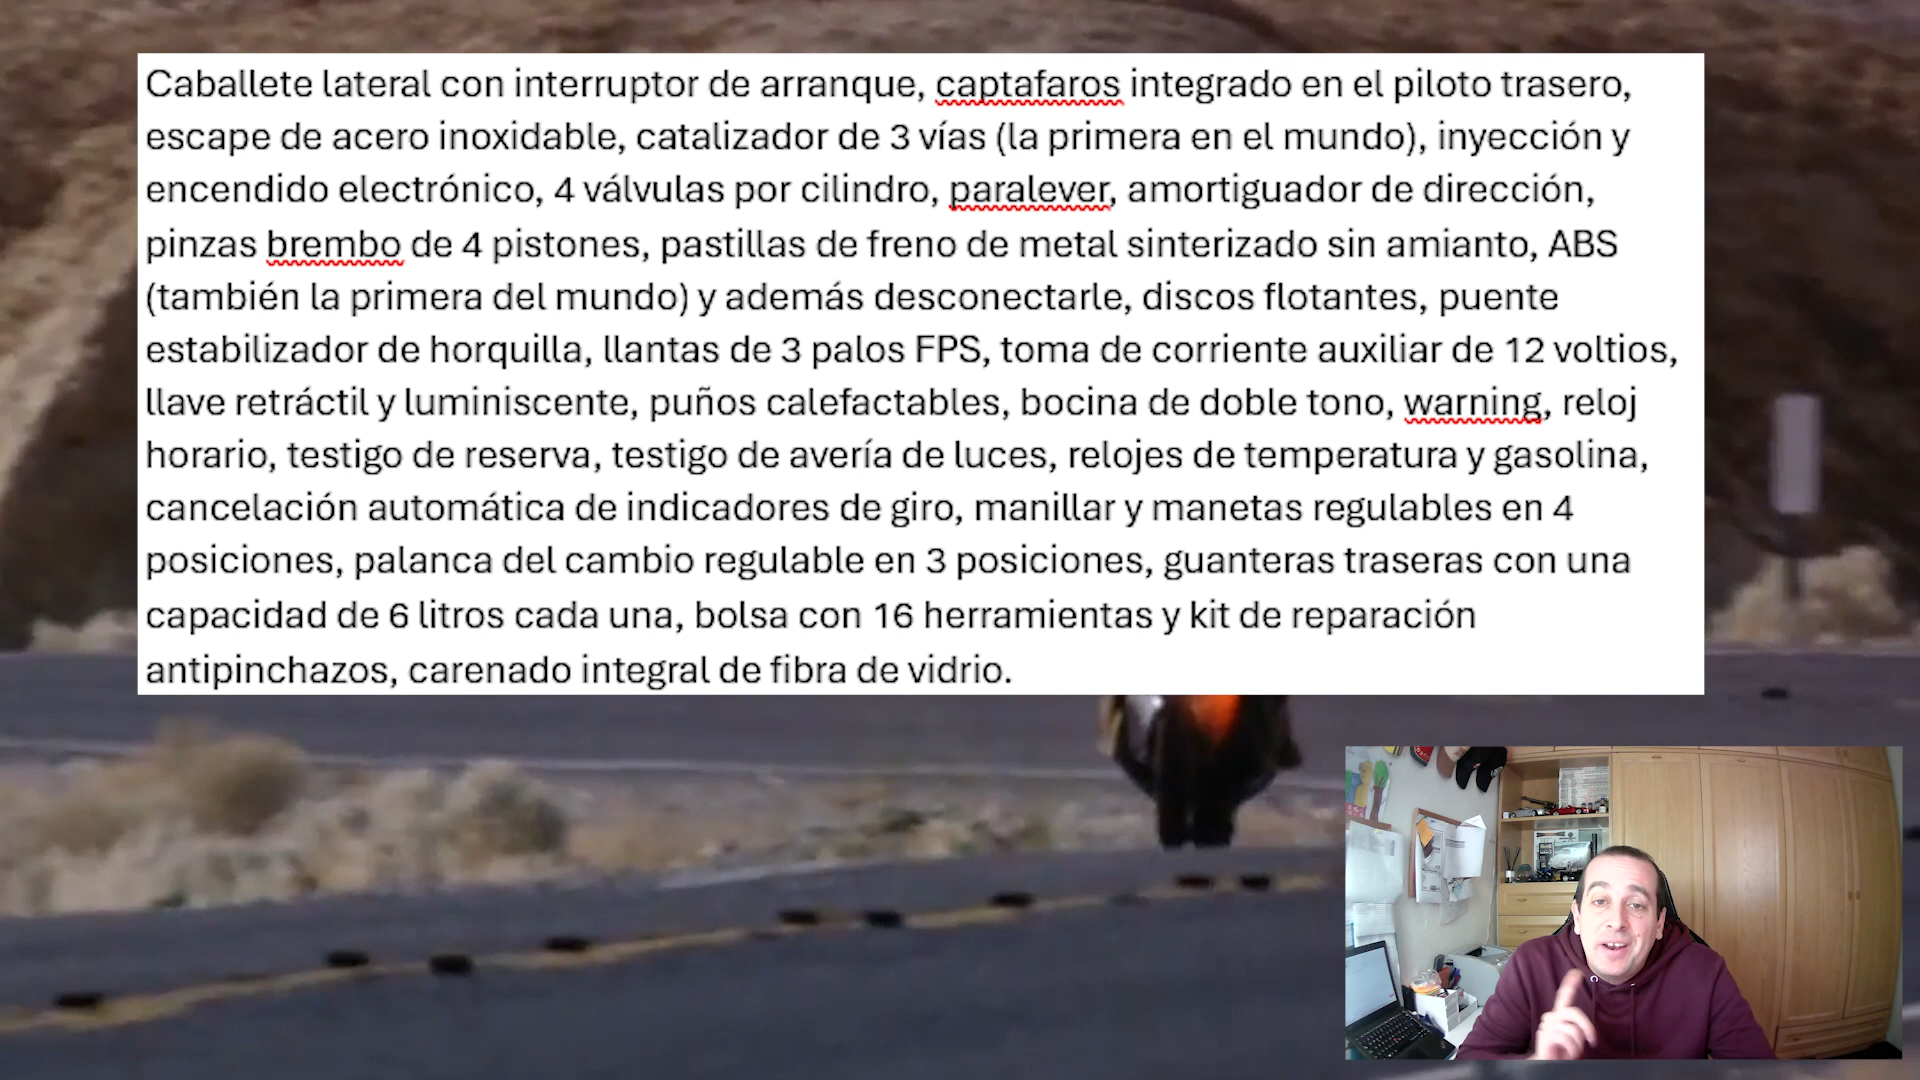 Caballete lateral con interruptor de arranque, captafaros integrado en el piloto trasero,
escape de acero inoxidable, catalizador de 3 vías (la primera en el mundo), inyección y
encendido electrónico, 4 válvulas por cilindro, paralever, amortiguador de dirección,
pinzas brembo de 4 pistones, pastillas de freno de metal sinterizado sin amianto, ABS
(también la primera del mundo) y además desconectarle, discos flotantes, puente
estabilizador de horquilla, llantas de 3 palos FPS, toma de corriente auxiliar de 12 voltios,
llave retráctil y luminiscente, puños calefactables, bocina de doble tono, warning, reloj
horario, testigo de reserva, testigo de avería de luces, relojes de temperatura y gasolina,
cancelación automática de indicadores de giro, manillar y manetas regulables en 4
posiciones, palanca del cambio regulable en 3 posiciones, guanteras traseras con una
capacidad de 6 litros cada una, bolsa con 16 herramientas y kit de reparación
antipinchazos, carenado integral de fibra de vidrio.